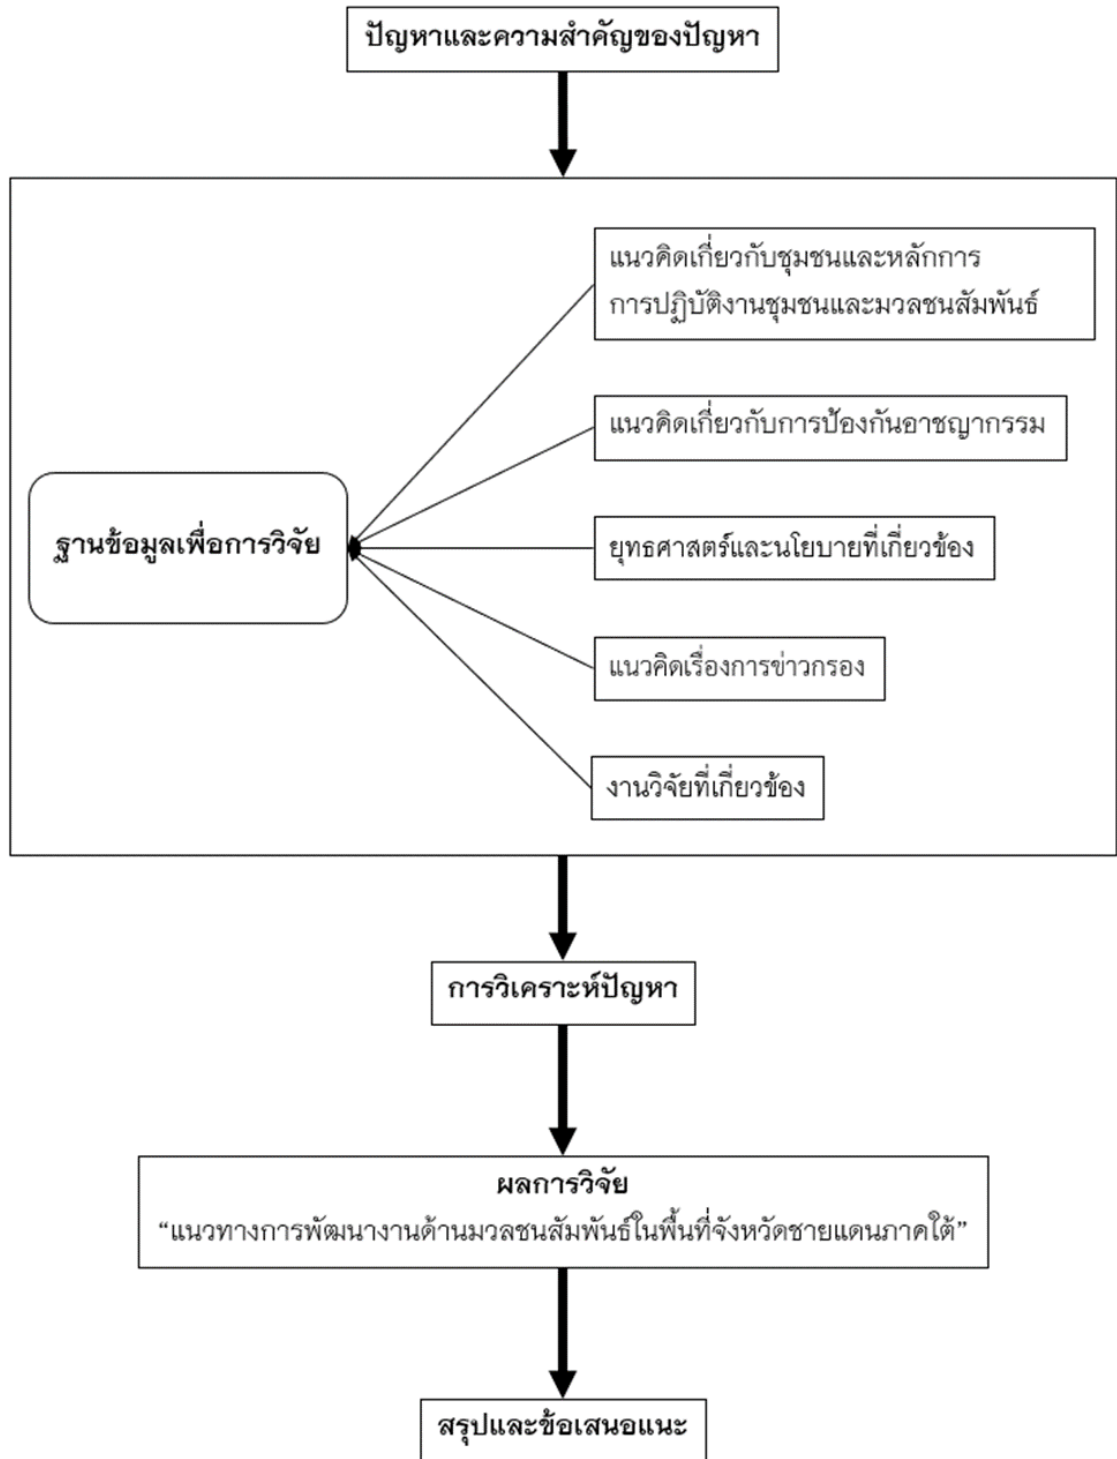 ปัญหาและความสำคัญของปัญหา
แนวคิดเกี่ยวกับชุมชนและหลักการ
การปฏิบัติงานชุมชนและมวลชนสัมพันธ์
แนวคิดเกี่ยวกับการป้องกันอาชญากรรม
ฐานข้อมูลเพื่อการวิจัย
ยุทธศาสตร์และนโยบายที่เกี่ยวข้อง
แนวคิดเรื่องการข่าวกรอง
งานวิจัยที่เกี่ยวข้อง
การวิเคราะห์ปัญหา
ผลการวิจัย
“แนวทางการพัฒนางานด้านมวลชนสัมพันธ์ในพื้นที่จังหวัดชายแดนภาคใต้”
สรุปและข้อเสนอแนะ